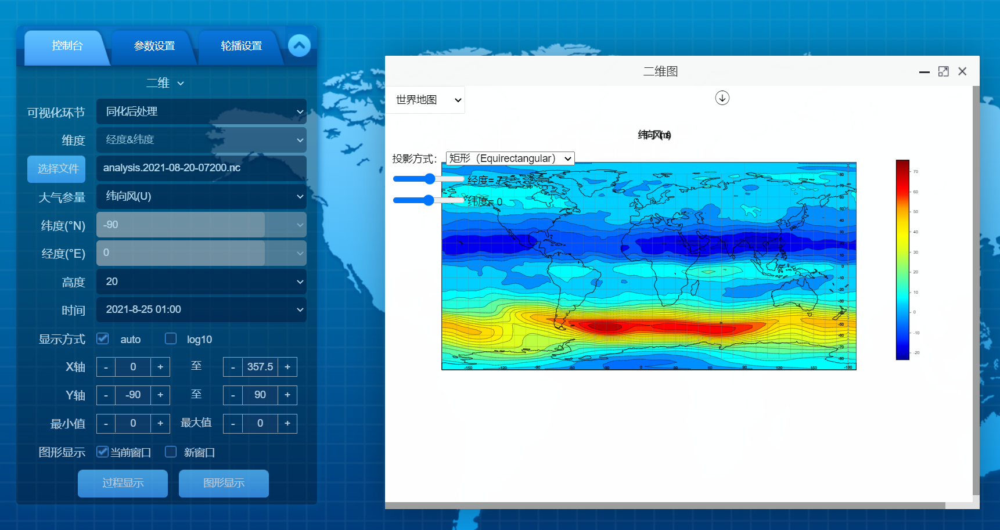 控制台
参数设置
轮播设置
二维
可视化环节
同化后处理
维度
经度&纬度
选择文件
analysis.2021-08-20-07200.nc
大气参量
纬向风(U)
纬度(°N)
-90
经度(°E)
0
高度
20
时间
2021-8-25 01:00
显示方式
auto
log10
X轴
- 0 +
至
- 357.5 +
Y轴
- -90 +
至
- 90 +
最小值
- 0 +
最大值
- 0 +
图形显示
当前窗口
新窗口
过程显示
图形显示
二维图
世界地图
纬向风(m/s)
投影方式：
矩形（Equirectangular）
经度= 7
纬度= 0
80
70
60
50
40
30
20
10
0
-10
-20
-30
-40
-50
-60
-70
-80
-150
-120
-90
-60
-30
0
30
60
90
120
150
-180
70
60
50
40
30
20
10
0
-10
-20